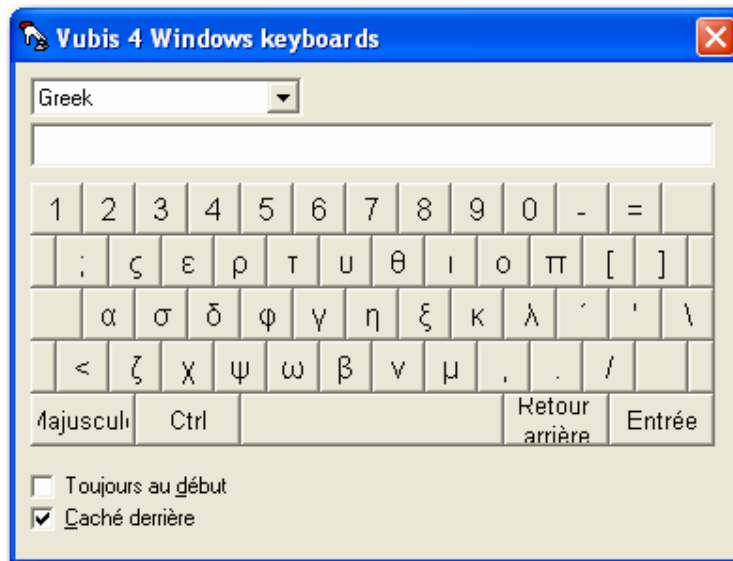 Vubis 4 Windows keyboards
Greek
1 2 3 4 5 6 7 8 9 0 - =
; ς ε ρ τ υ θ ι ο π [ ]
α σ δ φ γ η ξ κ λ ΄ ' \
< ζ χ ψ ω β ν μ , . /
Majuscul Ctrl Retour arrière Entrée
Toujours au début
Caché derrière